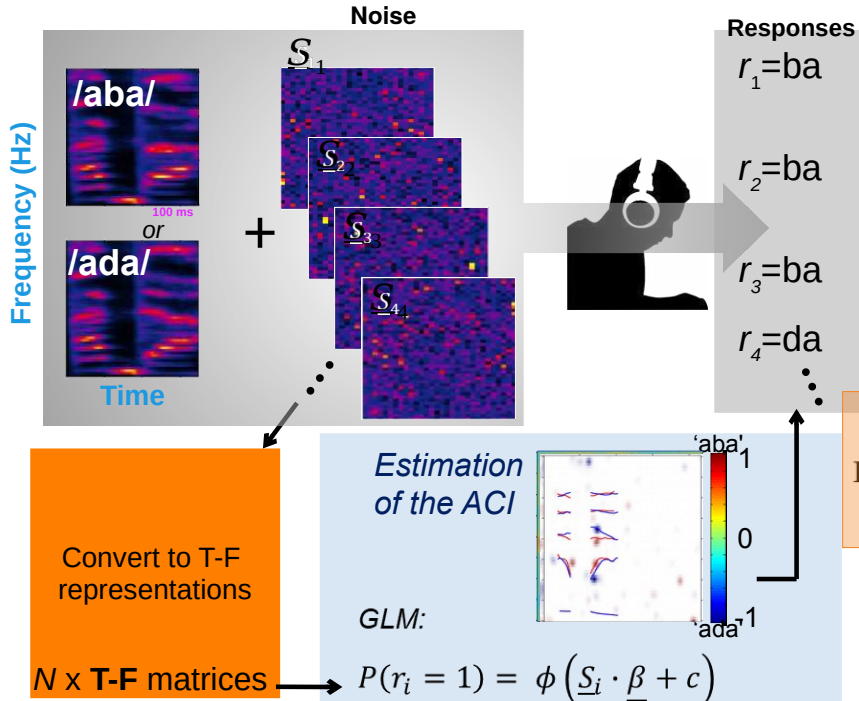 Noise
Responses
/aba/
100 ms
or
/ada/
Frequency (Hz)
Time
+
S₁
S₂
S₃
S₄
r₁=ba
r₂=ba
r₃=ba
r₄=da
Convert to T-F
representations
N x T-F matrices
Estimation
of the ACI
'aba'
1
0
-1
'ada'
GLM:
P(rᵢ = 1) = ϕ (S̲ᵢ · β̲ + c)